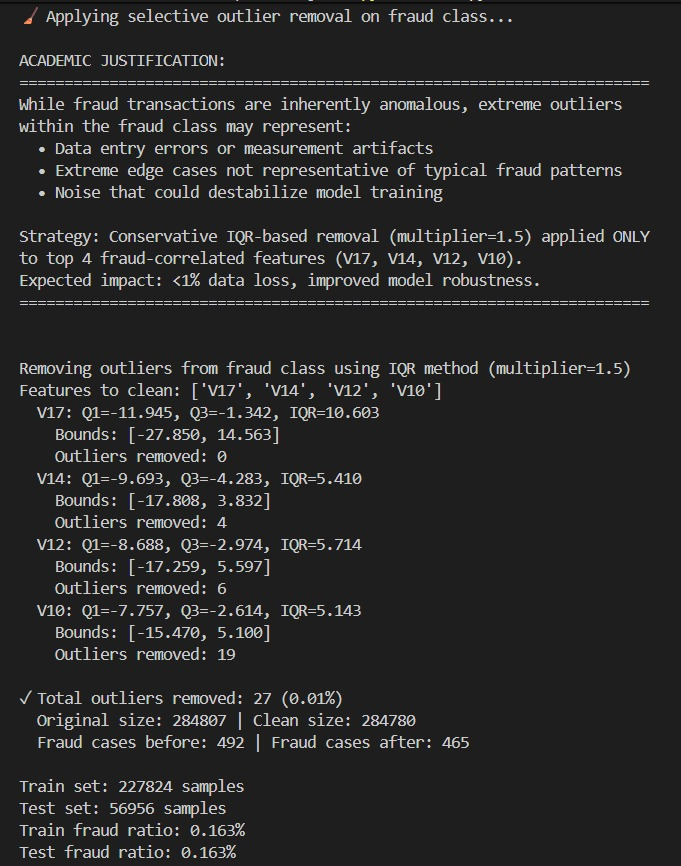 🧹 Applying selective outlier removal on fraud class...
ACADEMIC JUSTIFICATION:
======================================================================
While fraud transactions are inherently anomalous, extreme outliers
within the fraud class may represent:
• Data entry errors or measurement artifacts
• Extreme edge cases not representative of typical fraud patterns
• Noise that could destabilize model training
Strategy: Conservative IQR-based removal (multiplier=1.5) applied ONLY
to top 4 fraud-correlated features (V17, V14, V12, V10).
Expected impact: <1% data loss, improved model robustness.
======================================================================
Removing outliers from fraud class using IQR method (multiplier=1.5)
Features to clean: ['V17', 'V14', 'V12', 'V10']
V17: Q1=-11.945, Q3=-1.342, IQR=10.603
Bounds: [-27.850, 14.563]
Outliers removed: 0
V14: Q1=-9.693, Q3=-4.283, IQR=5.410
Bounds: [-17.808, 3.832]
Outliers removed: 4
V12: Q1=-8.688, Q3=-2.974, IQR=5.714
Bounds: [-17.259, 5.597]
Outliers removed: 6
V10: Q1=-7.757, Q3=-2.614, IQR=5.143
Bounds: [-15.470, 5.100]
Outliers removed: 19
✓ Total outliers removed: 27 (0.01%)
Original size: 284807 | Clean size: 284780
Fraud cases before: 492 | Fraud cases after: 465
Train set: 227824 samples
Test set: 56956 samples
Train fraud ratio: 0.163%
Test fraud ratio: 0.163%